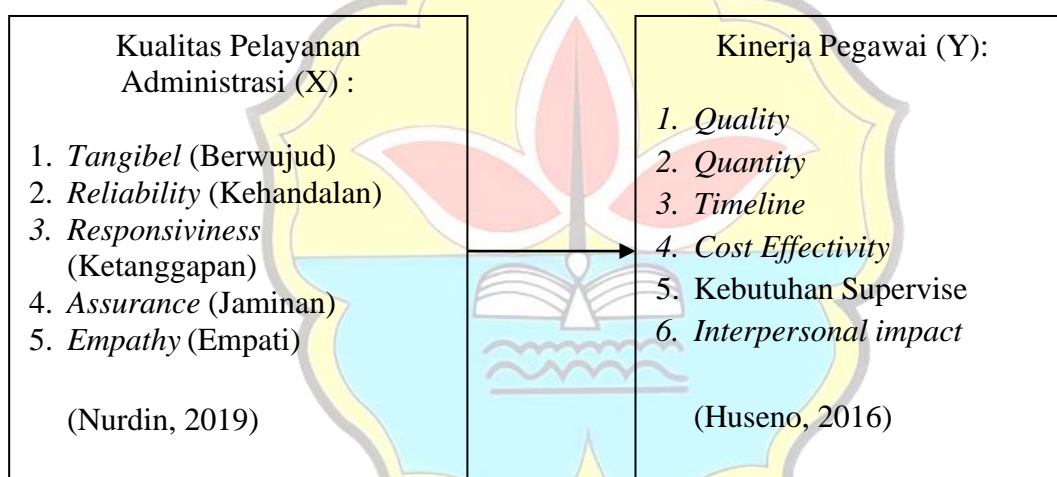 Kualitas Pelayanan
Administrasi (X) :
1. Tangibel (Berwujud)
2. Reliability (Kehandalan)
3. Responsiviness
(Ketanggapan)
4. Assurance (Jaminan)
5. Empathy (Empati)
(Nurdin, 2019)
Kinerja Pegawai (Y):
1. Quality
2. Quantity
3. Timeline
4. Cost Effectivity
5. Kebutuhan Supervise
6. Interpersonal impact
(Huseno, 2016)